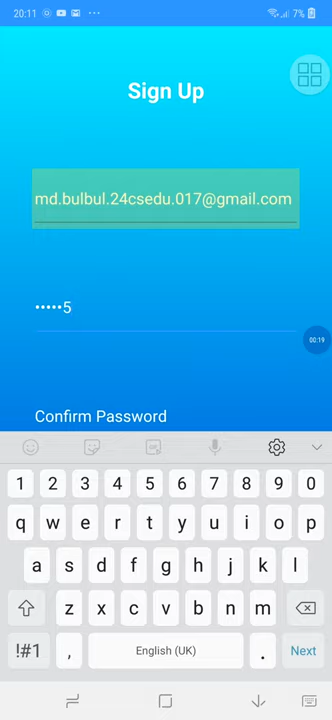 20:11 ··· 7%
Sign Up
md.bulbul.24csedu.017@gmail.com
•••••5
00:19
Confirm Password
1 2 3 4 5 6 7 8 9 0
q w e r t y u i o p
a s d f g h j k l
z x c v b n m
!#1 , English (UK) . Next